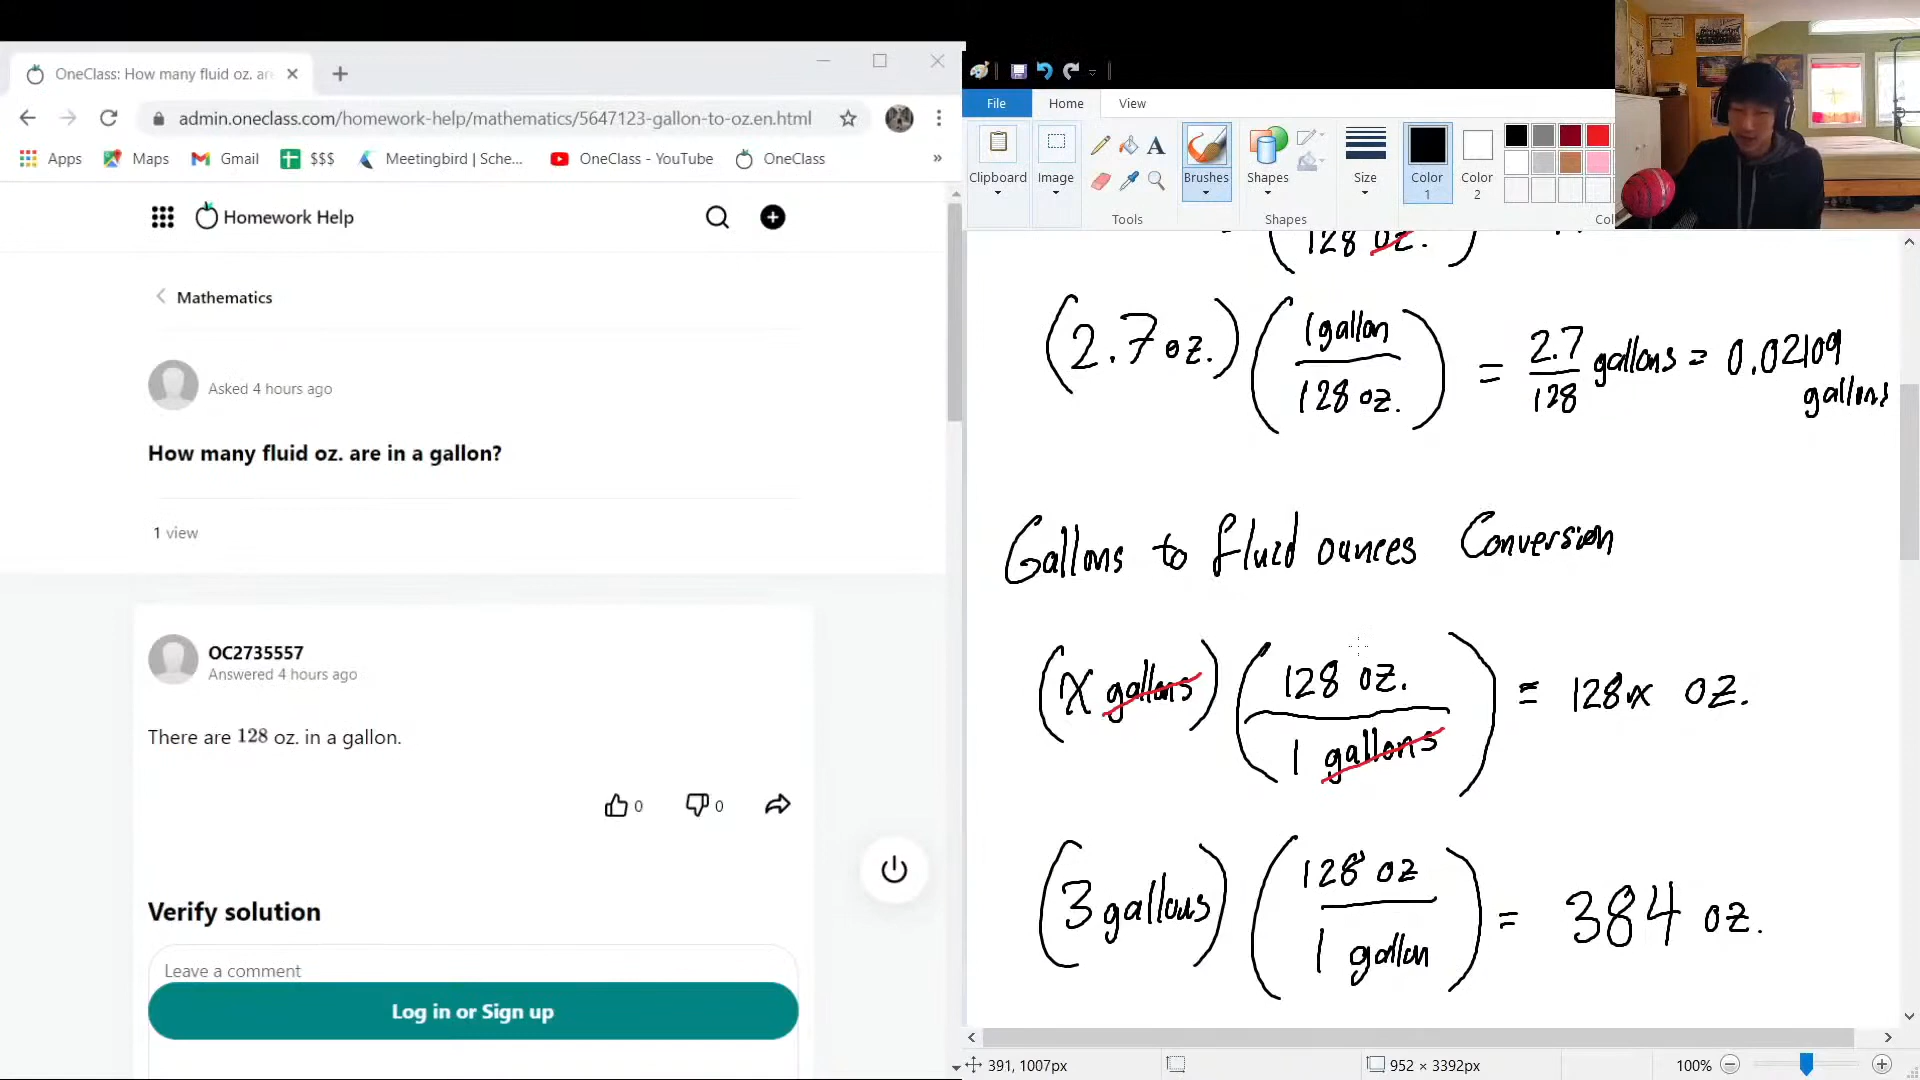 OneClass: How many fluid oz. are
admin.oneclass.com/homework-help/mathematics/5647123-gallon-to-oz.en.html
Apps Maps Gmail $$$ Meetingbird | Sche... OneClass - YouTube OneClass »
Homework Help
Mathematics
Asked 4 hours ago
How many fluid oz. are in a gallon?
1 view
OC2735557
Answered 4 hours ago
There are 128 oz. in a gallon.
0 0
Verify solution
Leave a comment
Log in or Sign up
File Home View
Clipboard Image Brushes Shapes Size Color 1 Color 2
Tools Shapes Col
128 oz.
(2.7 oz.) (1 gallon / 128 oz.) = 2.7/128 gallons = 0.02109 gallons
Gallons to fluid ounces Conversion
(x gallons) (128 oz. / 1 gallons) = 128x oz.
(3 gallons) (128 oz / 1 gallon) = 384 oz.
391, 1007px 952 × 3392px 100%